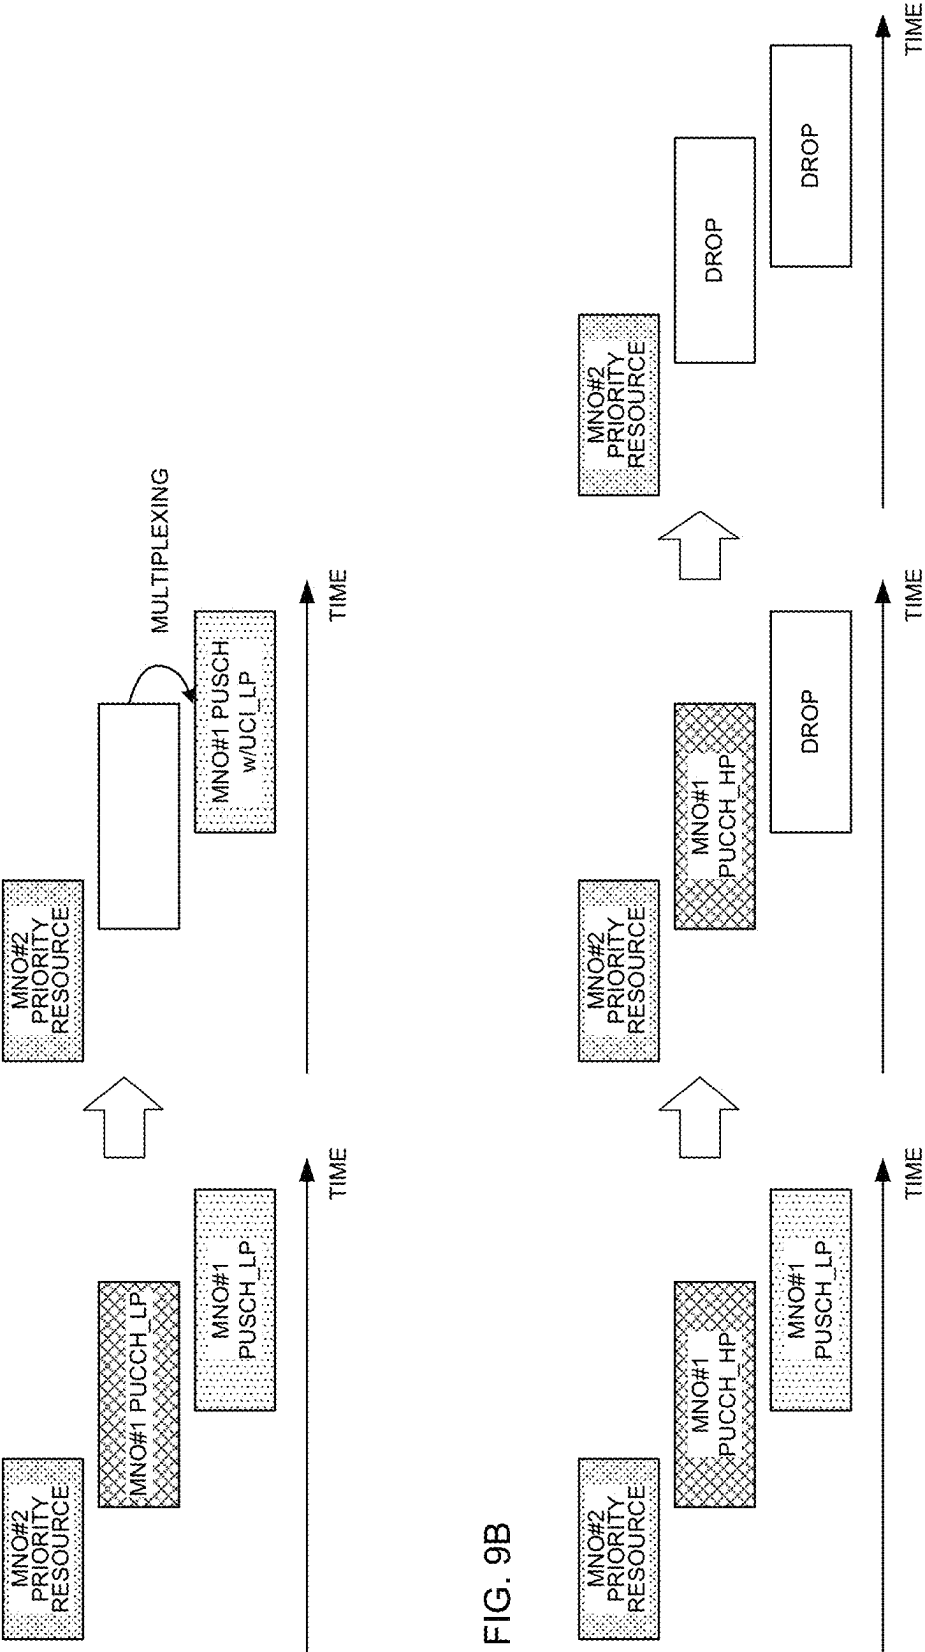 MNO#2
PRIORITY
RESOURCE
MNO#1 PUCCH_LP
MNO#1
PUSCH_LP
TIME
MNO#2
PRIORITY
RESOURCE
MULTIPLEXING
MNO#1 PUSCH
w/UCI_LP
TIME
FIG. 9B
MNO#2
PRIORITY
RESOURCE
MNO#1
PUCCH_HP
MNO#1
PUSCH_LP
TIME
MNO#2
PRIORITY
RESOURCE
MNO#1
PUCCH_HP
DROP
TIME
MNO#2
PRIORITY
RESOURCE
DROP
DROP
TIME